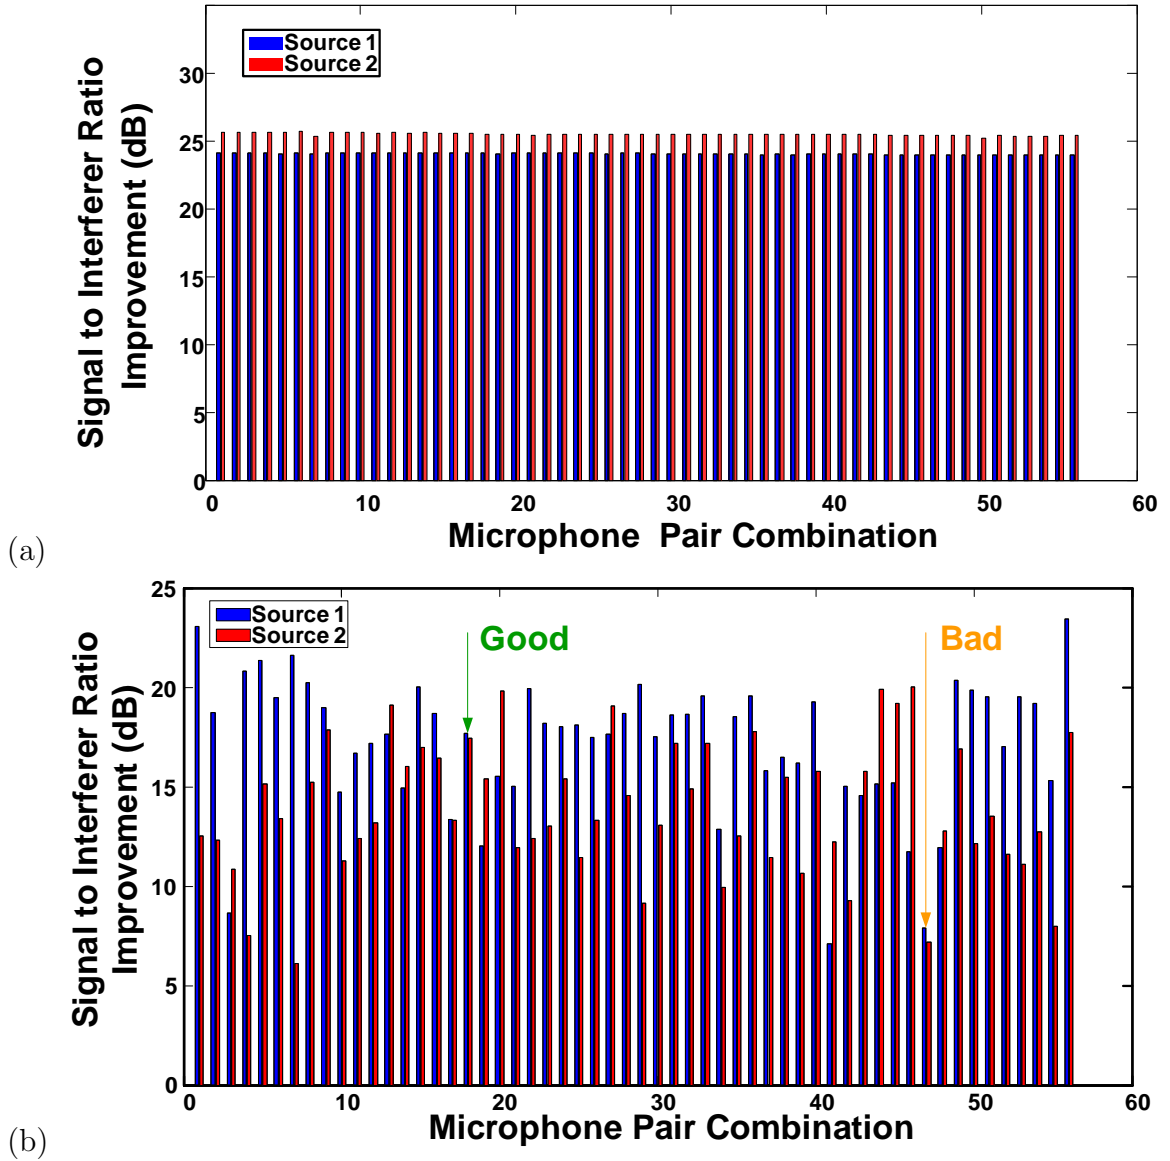 Signal to Interferer Ratio
Improvement (dB)
Source 1
Source 2
30
25
20
15
10
5
0
0 10 20 30 40 50 60
Microphone Pair Combination
(a)
Signal to Interferer Ratio
Improvement (dB)
Source 1
Source 2
Good
Bad
25
20
15
10
5
0
0 10 20 30 40 50 60
Microphone Pair Combination
(b)